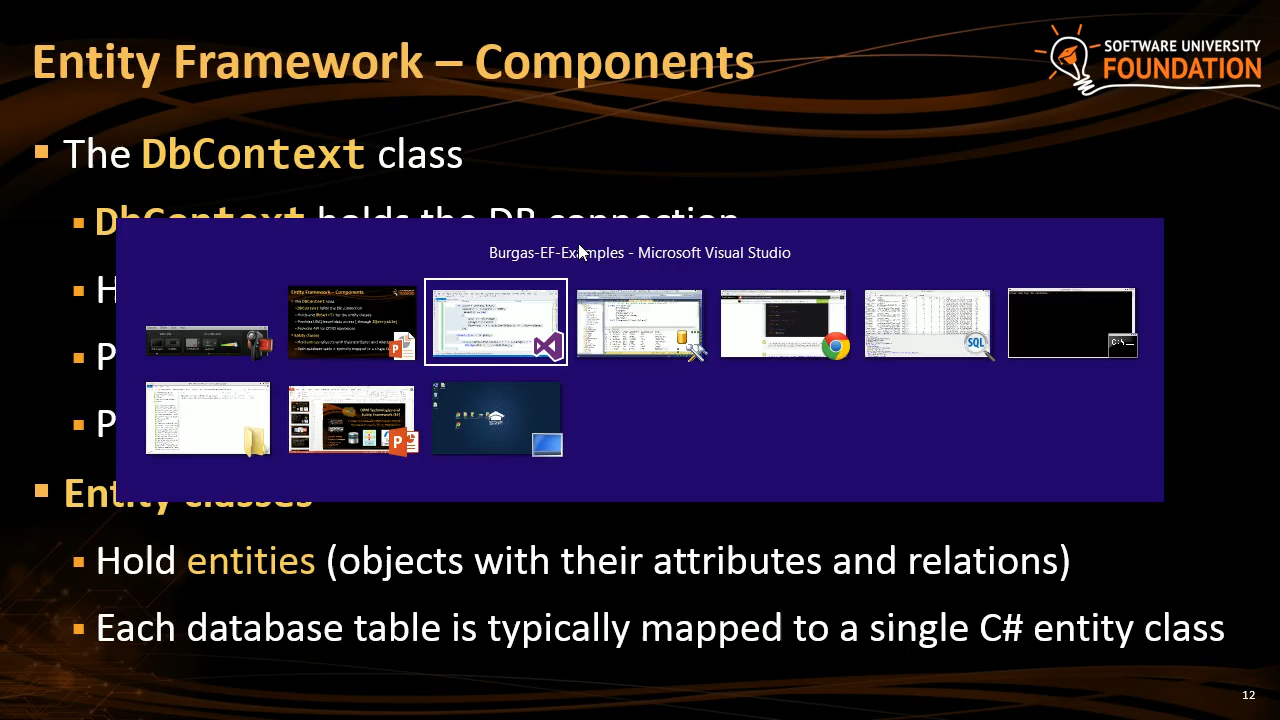 Entity Framework – Components
SOFTWARE UNIVERSITY
FOUNDATION
▪ The DbContext class
▪ DbContext holds the DB connection
Burgas-EF-Examples - Microsoft Visual Studio
▪ H
▪ P
▪ P
▪ Entity classes
▪ Hold entities (objects with their attributes and relations)
▪ Each database table is typically mapped to a single C# entity class
12